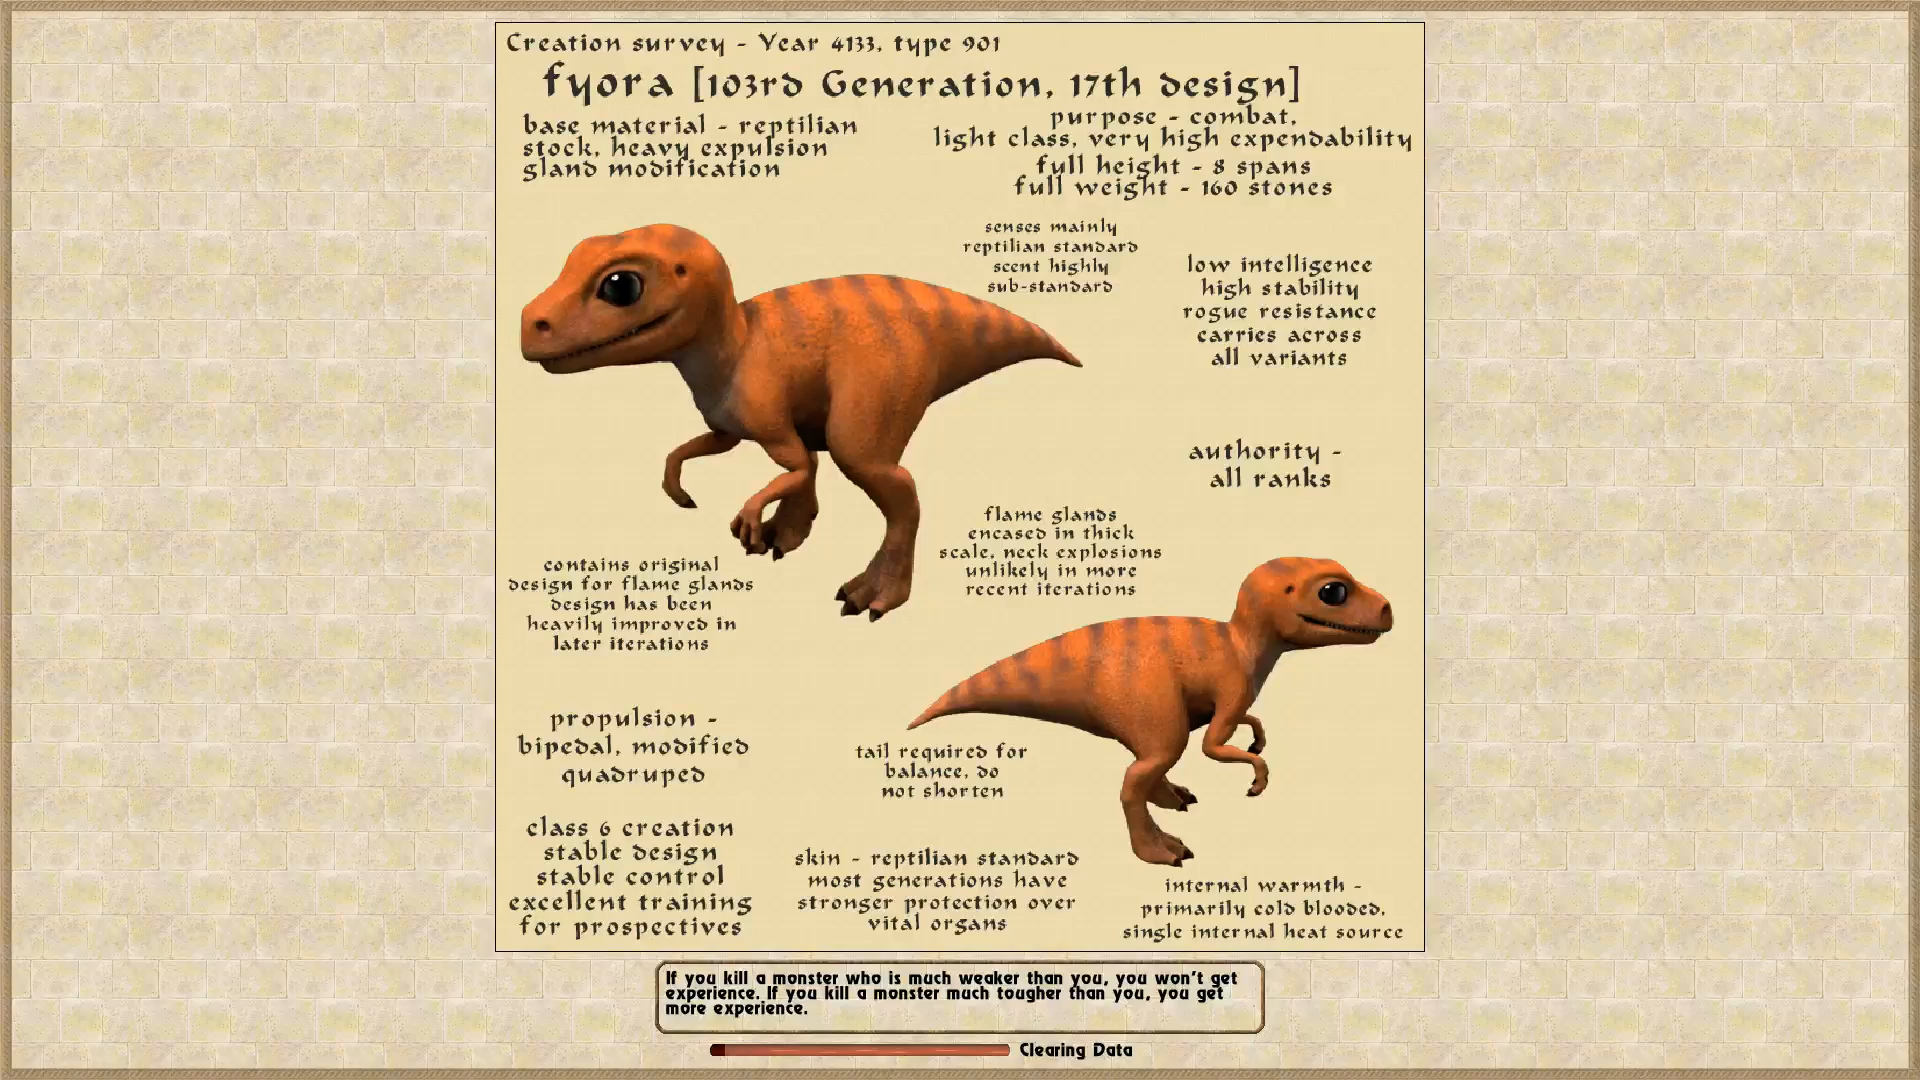 Creation survey - Year 4133, type 901
fyora [103rd Generation, 17th design]
base material - reptilian
stock, heavy expulsion
gland modification
purpose - combat,
light class, very high expendability
full height - 8 spans
full weight - 160 stones
senses mainly
reptilian standard
scent highly
sub-standard
low intelligence
high stability
rogue resistance
carries across
all variants
authority -
all ranks
flame glands
encased in thick
scale, neck explosions
unlikely in more
recent iterations
contains original
design for flame glands
design has been
heavily improved in
later iterations
propulsion -
bipedal, modified
quadruped
tail required for
balance, do
not shorten
class 6 creation
stable design
stable control
excellent training
for prospectives
skin - reptilian standard
most generations have
stronger protection over
vital organs
internal warmth -
primarily cold blooded,
single internal heat source
If you kill a monster who is much weaker than you, you won't get
experience. If you kill a monster much tougher than you, you get
more experience.
Clearing Data